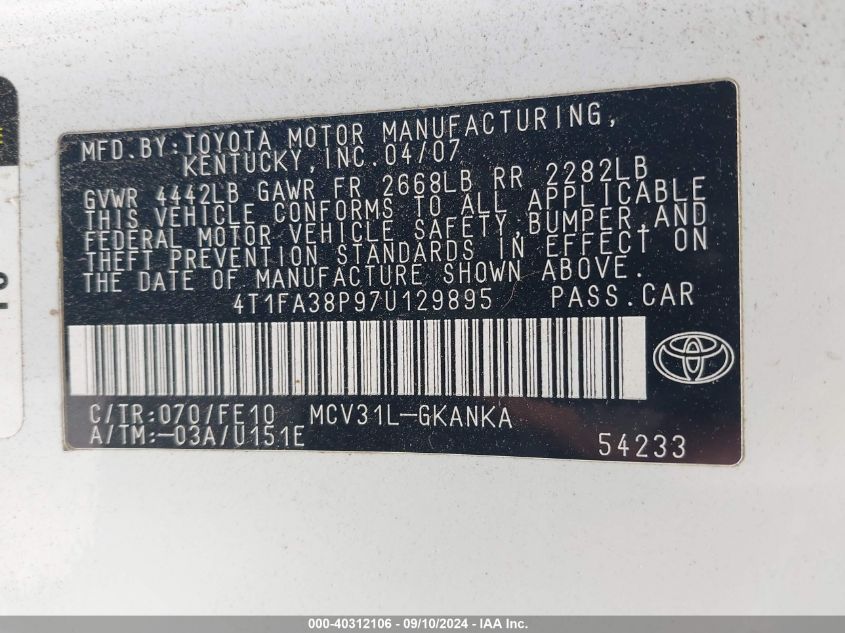 MFD.BY:TOYOTA MOTOR MANUFACTURING,
KENTUCKY,INC.04/07
GVWR 4442LB GAWR FR 2668LB RR 2282LB
THIS VEHICLE CONFORMS TO ALL APPLICABLE
FEDERAL MOTOR VEHICLE SAFETY,BUMPER,AND
THEFT PREVENTION STANDARDS IN EFFECT ON
THE DATE OF MANUFACTURE SHOWN ABOVE.
4T1FA38P97U129895 PASS.CAR
C/TR:070/FE10 MCV31L-GKANKA
A/TM:-03A/U151E 54233
000-40312106 - 09/10/2024 - IAA Inc.